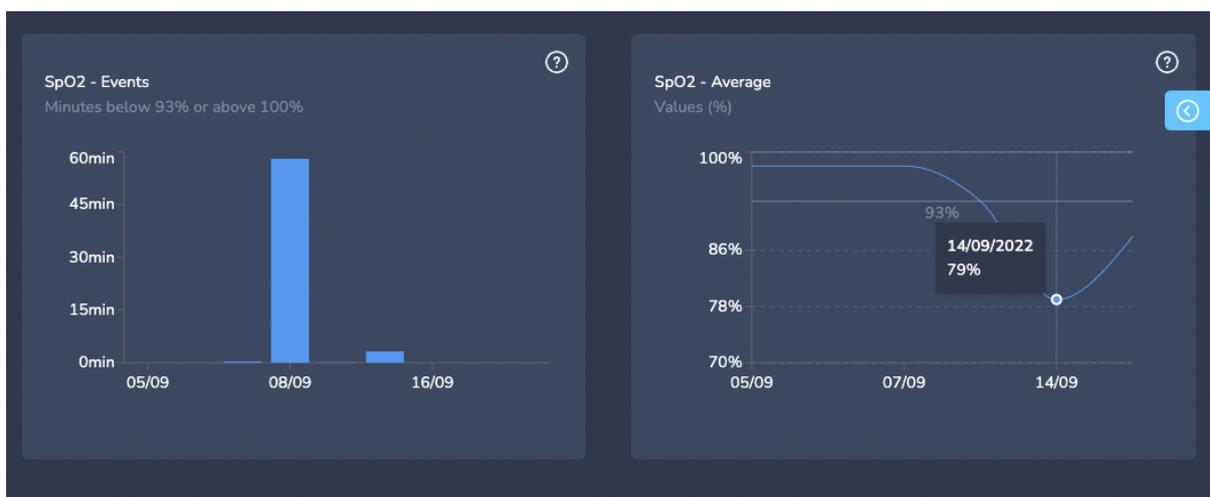 SpO2 - Events
Minutes below 93% or above 100%
60min
45min
30min
15min
0min
05/09
08/09
16/09
SpO2 - Average
Values (%)
100%
93%
86%
78%
70%
14/09/2022
79%
05/09
07/09
14/09